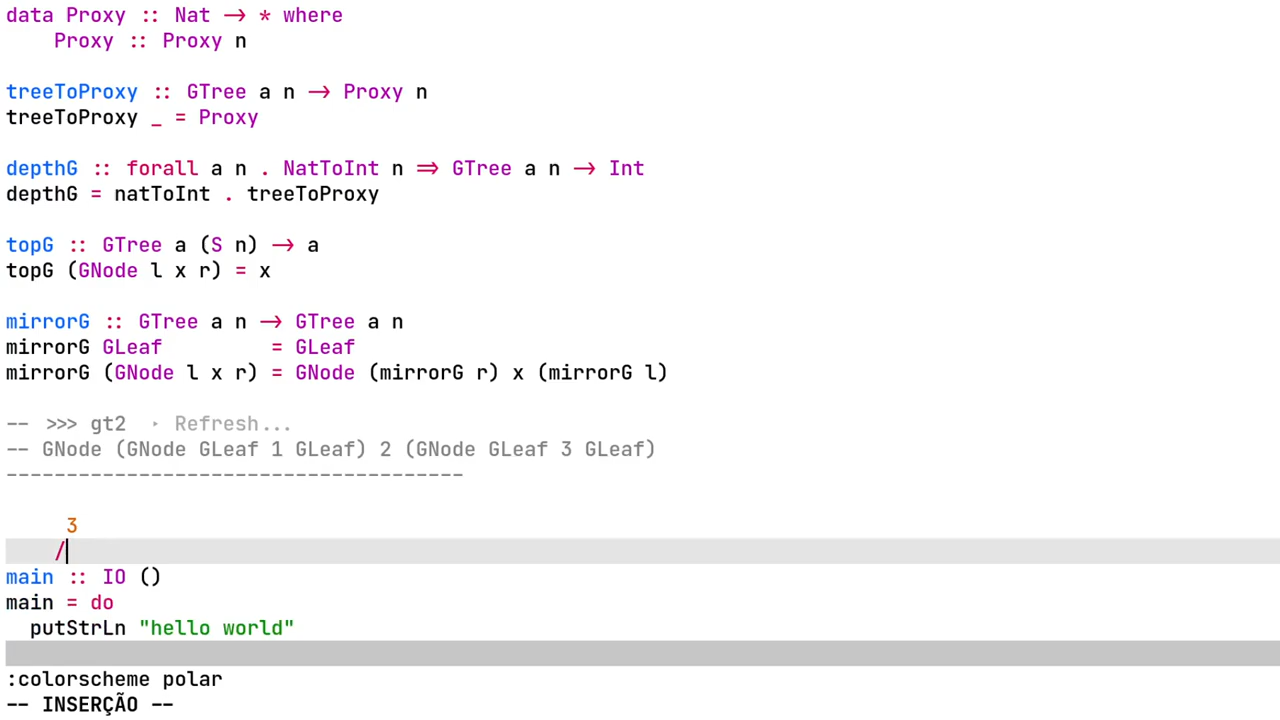 data Proxy :: Nat -> * where
    Proxy :: Proxy n

treeToProxy :: GTree a n -> Proxy n
treeToProxy _ = Proxy

depthG :: forall a n . NatToInt n => GTree a n -> Int
depthG = natToInt . treeToProxy

topG :: GTree a (S n) -> a
topG (GNode l x r) = x

mirrorG :: GTree a n -> GTree a n
mirrorG GLeaf         = GLeaf
mirrorG (GNode l x r) = GNode (mirrorG r) x (mirrorG l)

-- >>> gt2  ‣ Refresh...
-- GNode (GNode GLeaf 1 GLeaf) 2 (GNode GLeaf 3 GLeaf)
--------------------------------------

     3
    /
main :: IO ()
main = do
  putStrLn "hello world"
:colorscheme polar
-- INSERÇÃO --